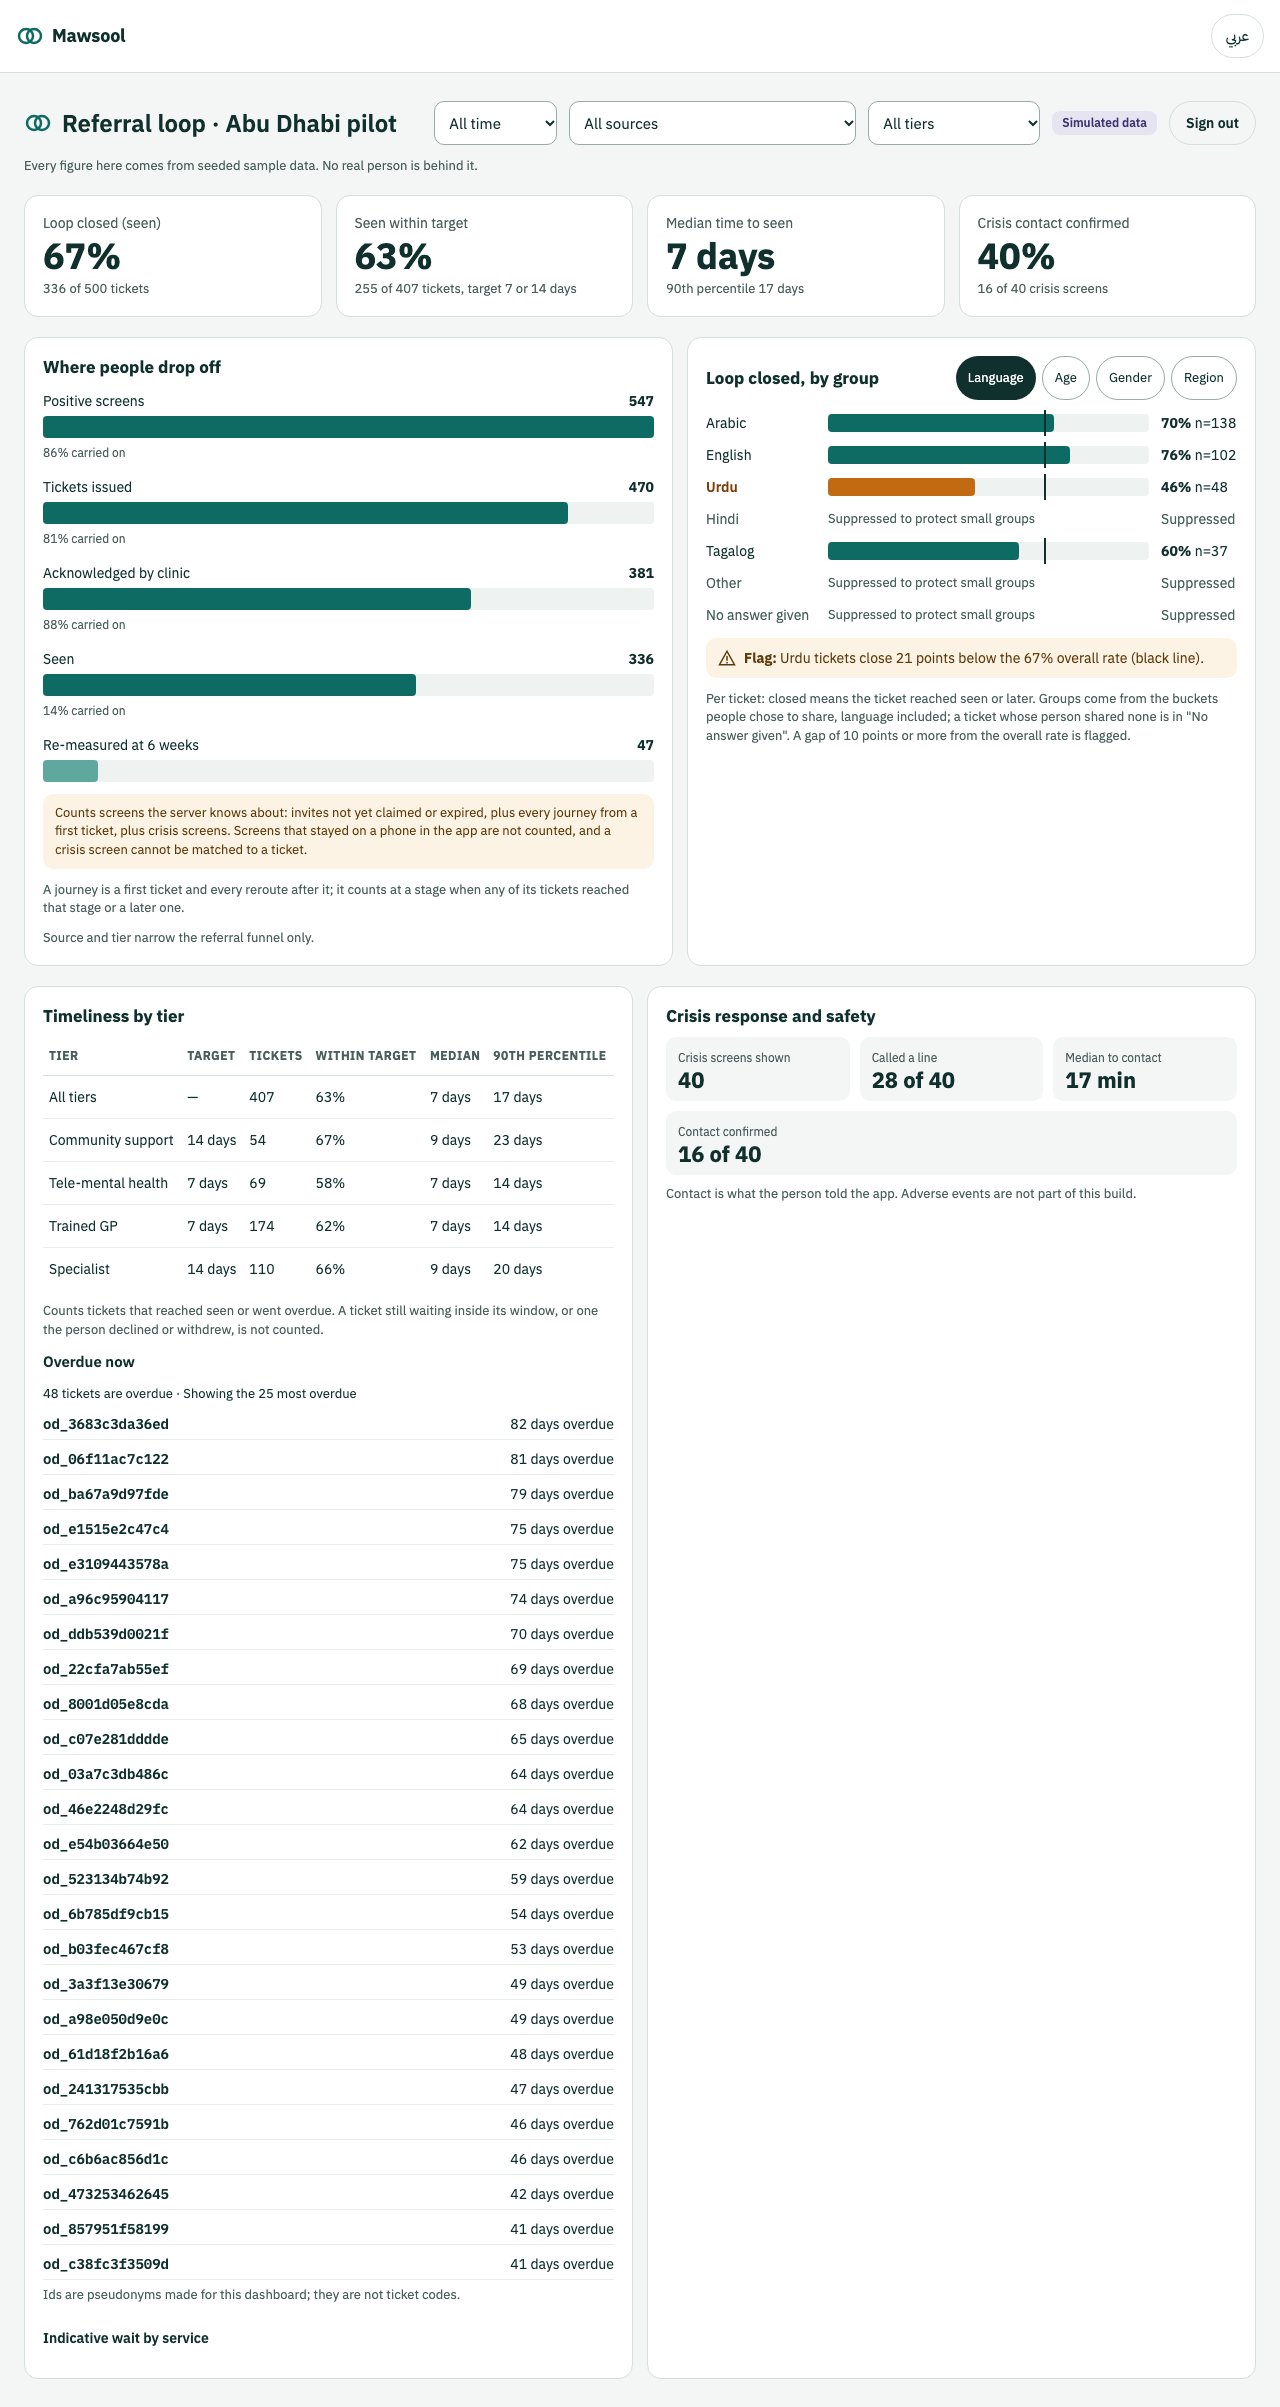 Mawsool
عربي
Referral loop · Abu Dhabi pilot
All time
All sources
All tiers
Simulated data
Sign out
Every figure here comes from seeded sample data. No real person is behind it.
Loop closed (seen)
67%
336 of 500 tickets
Seen within target
63%
255 of 407 tickets, target 7 or 14 days
Median time to seen
7 days
90th percentile 17 days
Crisis contact confirmed
40%
16 of 40 crisis screens
Where people drop off
Positive screens 547
86% carried on
Tickets issued 470
81% carried on
Acknowledged by clinic 381
88% carried on
Seen 336
14% carried on
Re-measured at 6 weeks 47
Counts screens the server knows about: invites not yet claimed or expired, plus every journey from a
first ticket, plus crisis screens. Screens that stayed on a phone in the app are not counted, and a
crisis screen cannot be matched to a ticket.
A journey is a first ticket and every reroute after it; it counts at a stage when any of its tickets reached
that stage or a later one.
Source and tier narrow the referral funnel only.
Loop closed, by group
Language
Age
Gender
Region
Arabic 70% n=138
English 76% n=102
Urdu 46% n=48
Hindi Suppressed to protect small groups Suppressed
Tagalog 60% n=37
Other Suppressed to protect small groups Suppressed
No answer given Suppressed to protect small groups Suppressed
Flag: Urdu tickets close 21 points below the 67% overall rate (black line).
Per ticket: closed means the ticket reached seen or later. Groups come from the buckets
people chose to share, language included; a ticket whose person shared none is in "No
answer given". A gap of 10 points or more from the overall rate is flagged.
Timeliness by tier
TIER TARGET TICKETS WITHIN TARGET MEDIAN 90TH PERCENTILE
All tiers — 407 63% 7 days 17 days
Community support 14 days 54 67% 9 days 23 days
Tele-mental health 7 days 69 58% 7 days 14 days
Trained GP 7 days 174 62% 7 days 14 days
Specialist 14 days 110 66% 9 days 20 days
Counts tickets that reached seen or went overdue. A ticket still waiting inside its window, or one
the person declined or withdrew, is not counted.
Overdue now
48 tickets are overdue · Showing the 25 most overdue
od_3683c3da36ed 82 days overdue
od_06f11ac7c122 81 days overdue
od_ba67a9d97fde 79 days overdue
od_e1515e2c47c4 75 days overdue
od_e3109443578a 75 days overdue
od_a96c95904117 74 days overdue
od_ddb539d0021f 70 days overdue
od_22cfa7ab55ef 69 days overdue
od_8001d05e8cda 68 days overdue
od_c07e281dddde 65 days overdue
od_03a7c3db486c 64 days overdue
od_46e2248d29fc 64 days overdue
od_e54b03664e50 62 days overdue
od_523134b74b92 59 days overdue
od_6b785df9cb15 54 days overdue
od_b03fec467cf8 53 days overdue
od_3a3f13e30679 49 days overdue
od_a98e050d9e0c 49 days overdue
od_61d18f2b16a6 48 days overdue
od_241317535cbb 47 days overdue
od_762d01c7591b 46 days overdue
od_c6b6ac856d1c 46 days overdue
od_473253462645 42 days overdue
od_857951f58199 41 days overdue
od_c38fc3f3509d 41 days overdue
Ids are pseudonyms made for this dashboard; they are not ticket codes.
Indicative wait by service
Crisis response and safety
Crisis screens shown
40
Called a line
28 of 40
Median to contact
17 min
Contact confirmed
16 of 40
Contact is what the person told the app. Adverse events are not part of this build.